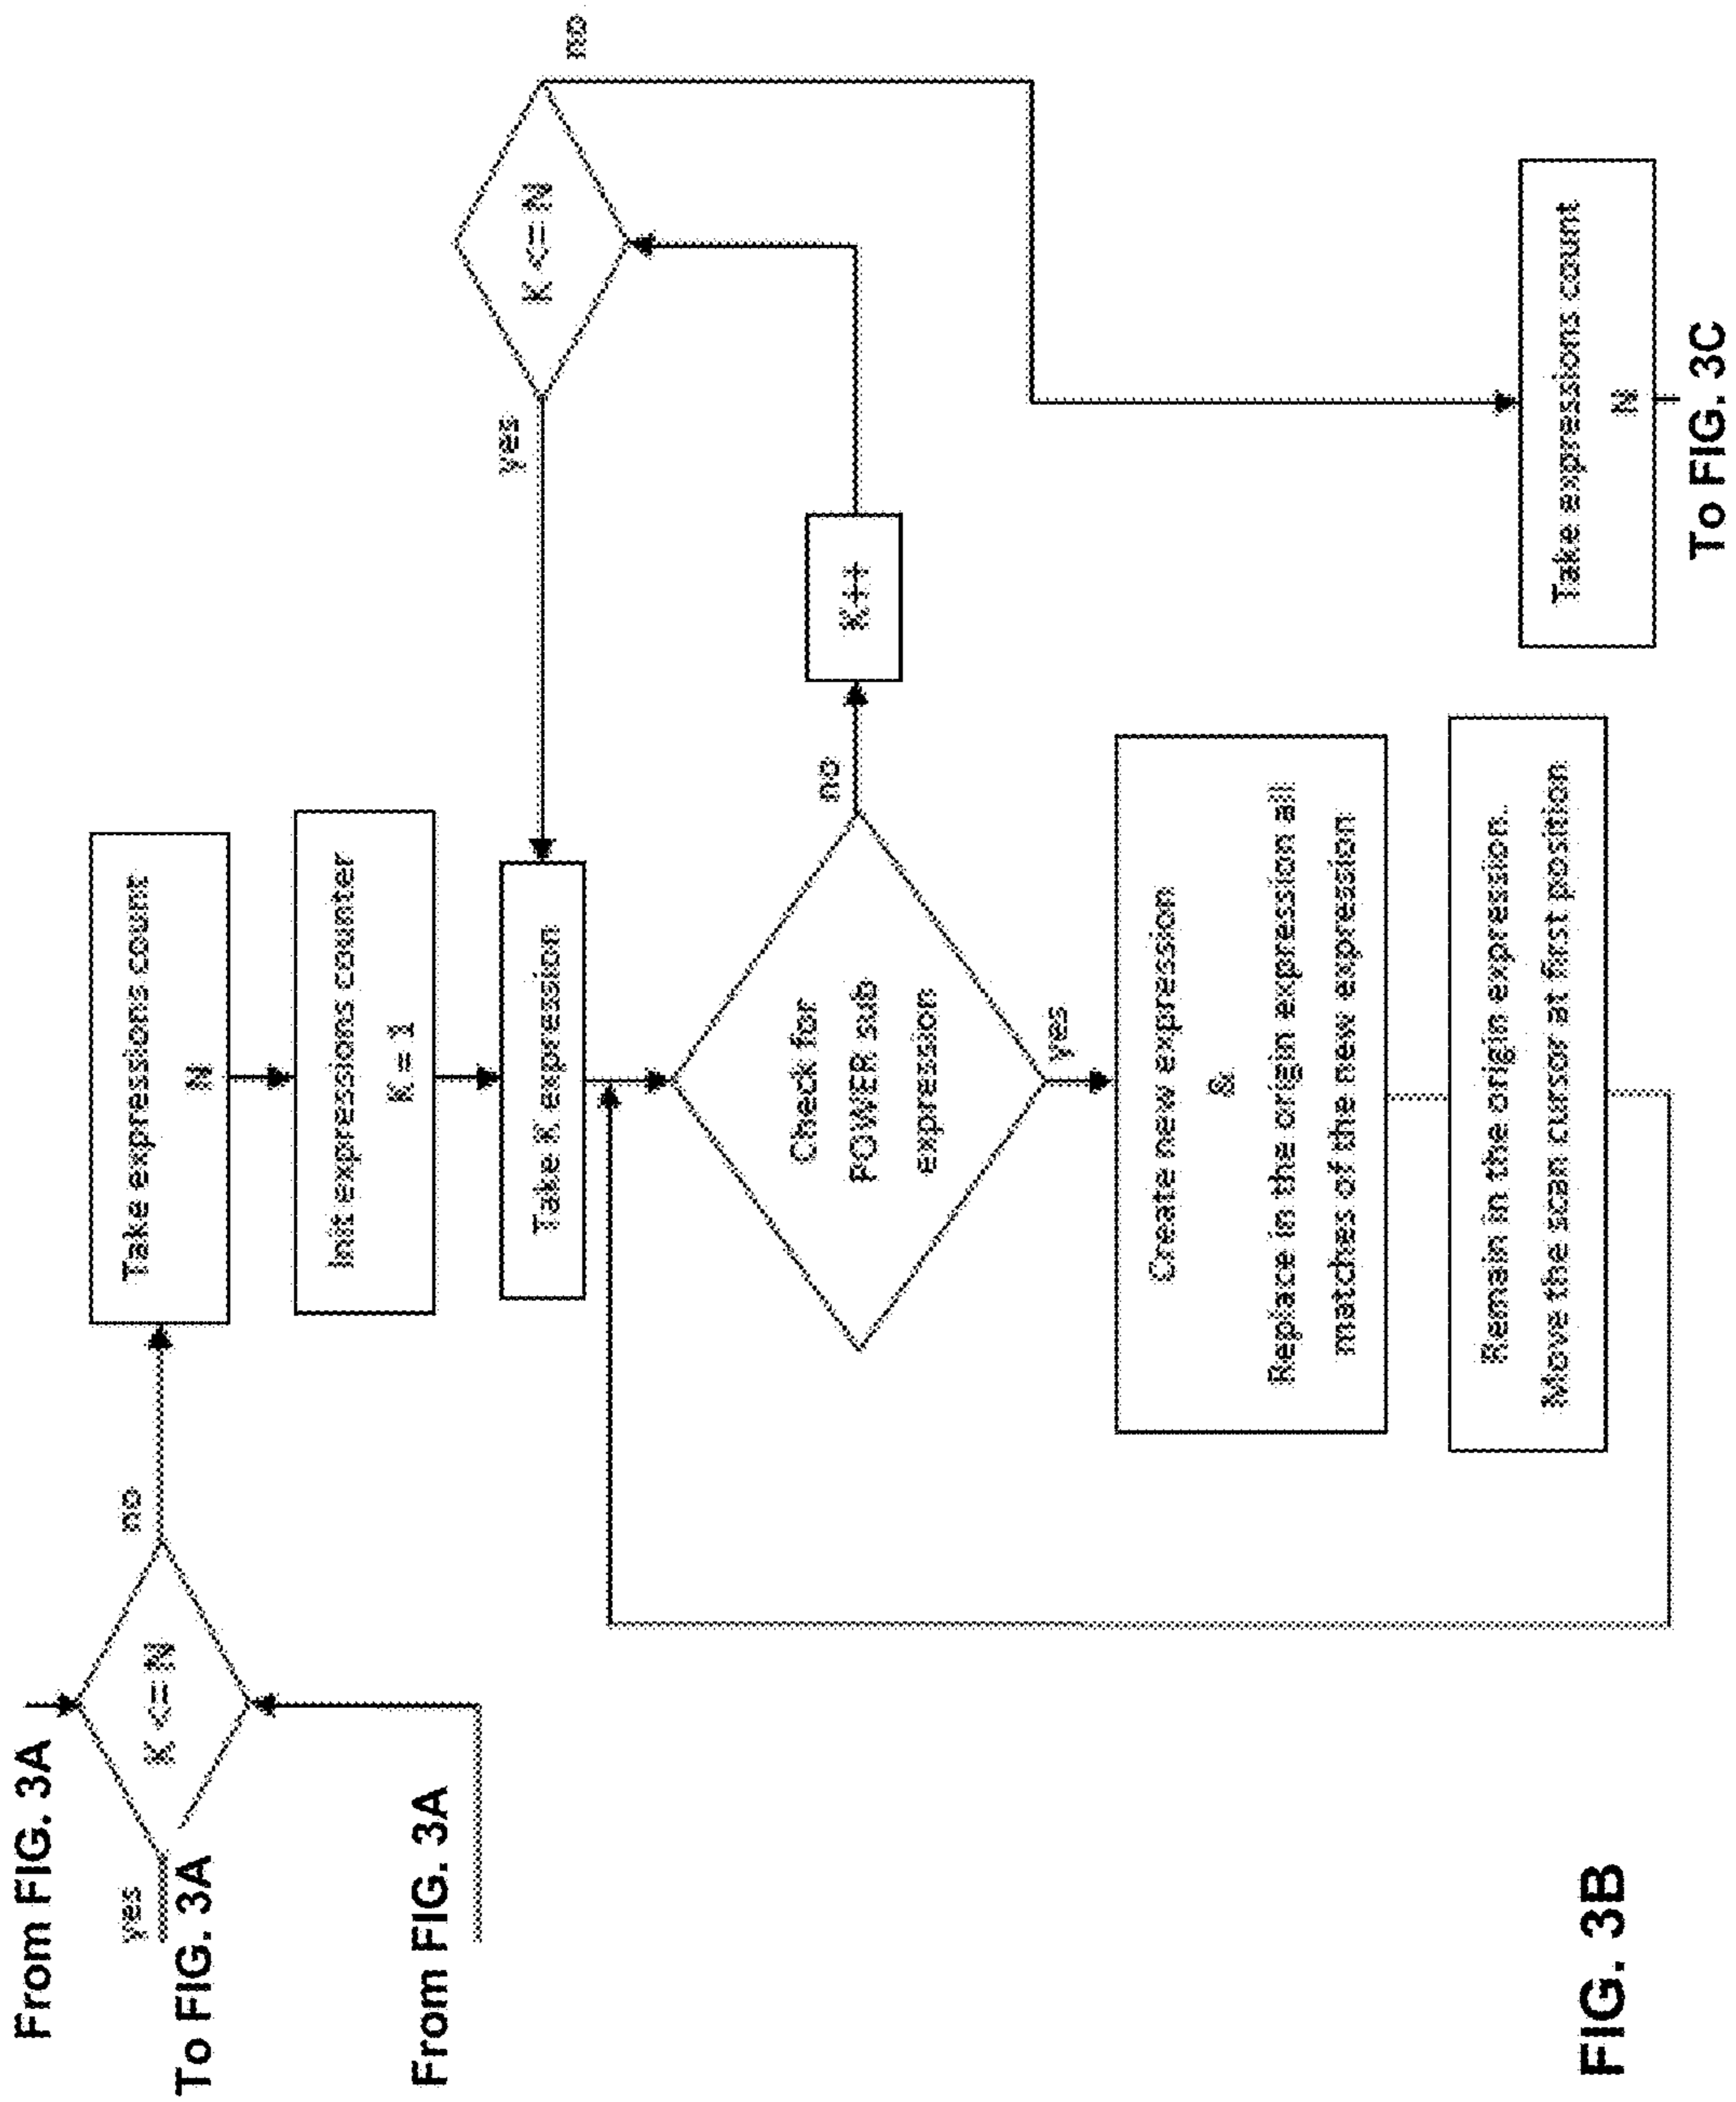 From FIG. 3A
yes
To FIG. 3A
K <= N
no
From FIG. 3A
Take expressions count
N
Init expressions counter
K = 1
Take K expression
yes
K <= N
no
Check for
POWER sub
expression
no
K++
yes
Create new expression
&
Replace in the origin expression all
matches of the new expression
Remain in the origin expression.
Move the scan cursor at first position
Take expressions count
N
To FIG. 3C
FIG. 3B